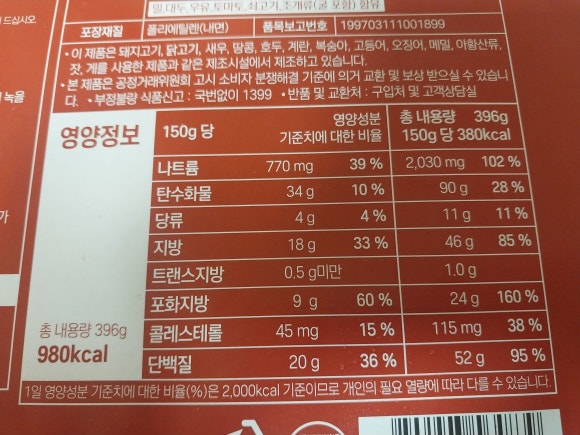 밀, 대두, 우유, 토마토, 쇠고기, 조개류(굴 포함) 함유
드십시오
포장재질 폴리에틸렌(내면) 품목보고번호 199703111001899
• 이 제품은 돼지고기, 닭고기, 새우, 땅콩, 호두, 계란, 복숭아, 고등어, 오징어, 메밀, 아황산류,
잣, 게를 사용한 제품과 같은 제조시설에서 제조하고 있습니다.
• 본 제품은 공정거래위원회 고시 소비자 분쟁해결 기준에 의거 교환 및 보상 받으실 수 있습니
녹을
다. • 부정불량 식품신고 : 국번없이 1399 • 반품 및 교환처 : 구입처 및 고객상담실
영양정보 150g 당 영양성분 기준치에 대한 비율 총 내용량 396g
150g 당 380kcal
나트륨 770 mg 39 % 2,030 mg 102 %
탄수화물 34 g 10 % 90 g 28 %
가
당류 4 g 4 % 11 g 11 %
지방 18 g 33 % 46 g 85 %
트랜스지방 0.5 g미만 1.0 g
포화지방 9 g 60 % 24 g 160 %
총 내용량 396g
콜레스테롤 45 mg 15 % 115 mg 38 %
980kcal
단백질 20 g 36 % 52 g 95 %
1일 영양성분 기준치에 대한 비율(%)은 2,000kcal 기준이므로 개인의 필요 열량에 따라 다를 수 있습니다.